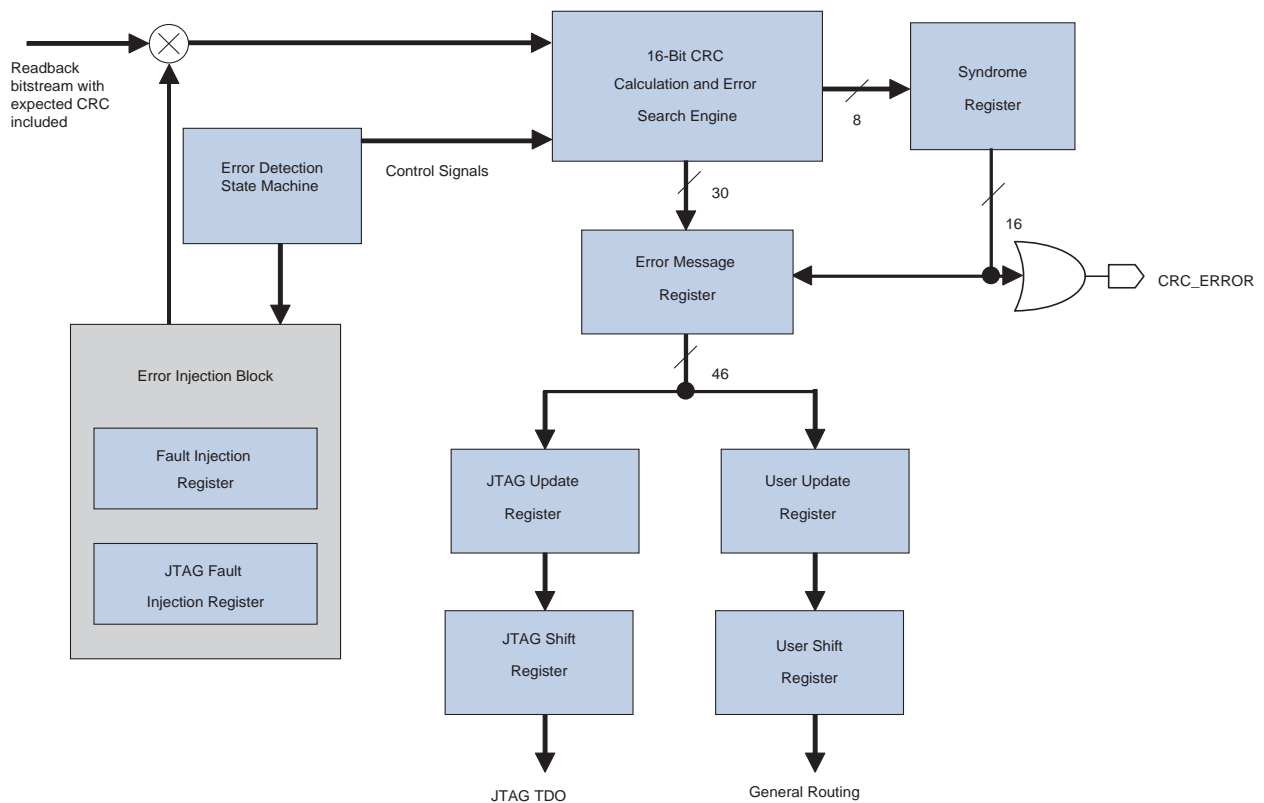 Readback
bitstream with
expected CRC
included
16-Bit CRC
Calculation and Error
Search Engine
8
Syndrome
Register
Error Detection
State Machine
Control Signals
30
16
Error Message
Register
CRC_ERROR
46
Error Injection Block
Fault Injection
Register
JTAG Fault
Injection Register
JTAG Update
Register
User Update
Register
JTAG Shift
Register
User Shift
Register
JTAG TDO
General Routing